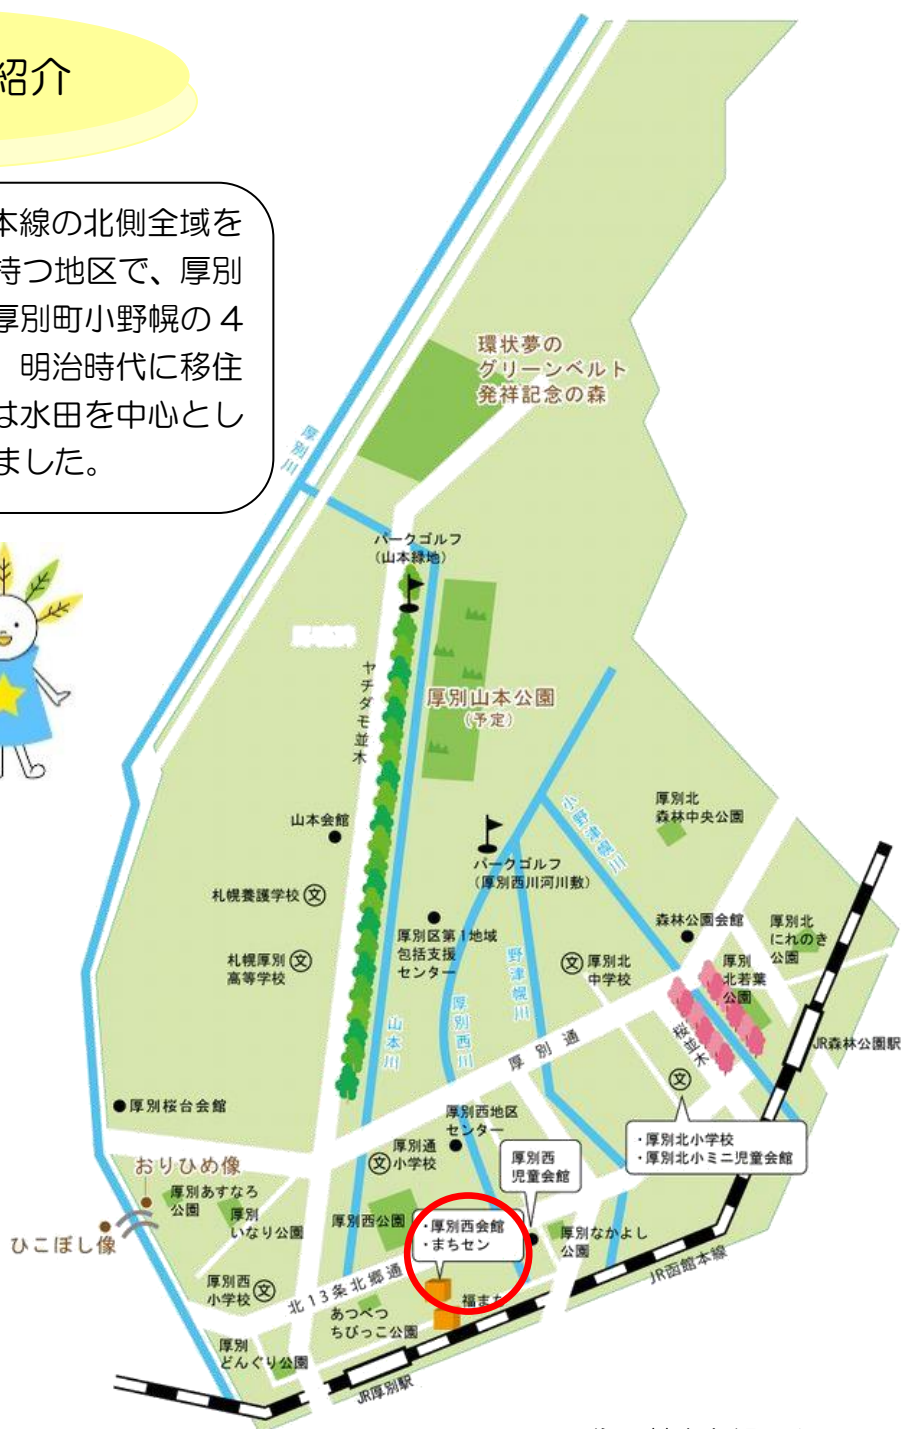 紹介
本線の北側全域を
持つ地区で、厚別
厚別町小野幌の4
明治時代に移住
は水田を中心とし
ました。
環状夢の
グリーンベルト
発祥記念の森
厚別川
パークゴルフ
(山本緑地)
ヤチダモ並木
厚別山本公園
(予定)
小野津幌川
厚別北
森林中央公園
山本会館
パークゴルフ
(厚別西川河川敷)
札幌養護学校
文
厚別区第1地域
包括支援
センター
森林公園会館
厚別北
にれのき
公園
札幌厚別
高等学校
文
文
厚別北
中学校
厚別
北若葉
公園
野津幌川
厚別西川
山本川
厚別通
桜並木
JR森林公園駅
文
厚別桜台会館
厚別西地区
センター
・厚別北小学校
・厚別北小ミニ児童会館
厚別通
小学校
文
厚別西
児童会館
おりひめ像
厚別あすなろ
公園
厚別
いなり公園
厚別西公園
・厚別西会館
・まちセン
厚別なかよし
公園
ひこぼし像
JR函館本線
厚別西
小学校
文
北13条北郷通
福ま
あつべつ
ちびっこ公園
厚別
どんぐり公園
JR厚別駅